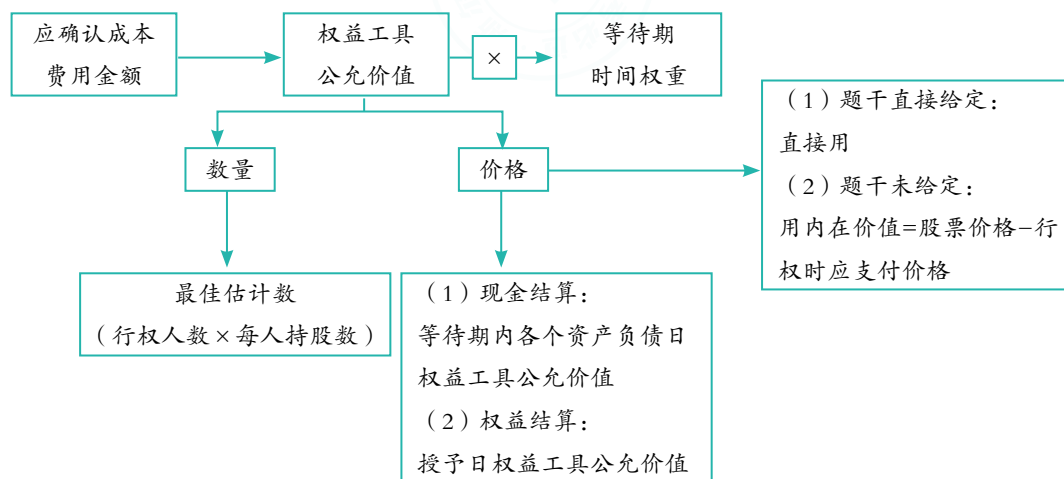 应确认成本
费用金额
权益工具
公允价值
×
等待期
时间权重
数量
价格
（1）题干直接给定：
直接用
（2）题干未给定：
用内在价值=股票价格-行
权时应支付价格
最佳估计数
（行权人数×每人持股数）
（1）现金结算：
等待期内各个资产负债日
权益工具公允价值
（2）权益结算：
授予日权益工具公允价值